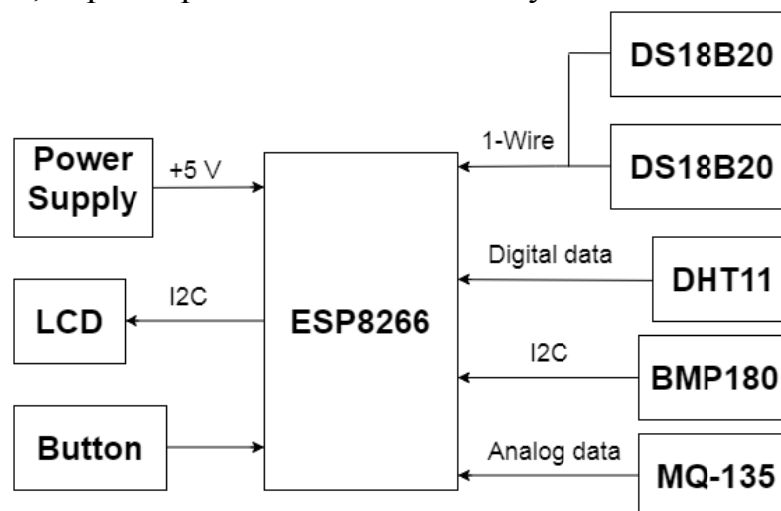 DS18B20
1-Wire
DS18B20
Power
Supply
+5 V
Digital data
DHT11
LCD
I2C
ESP8266
I2C
BMP180
Button
Analog data
MQ-135